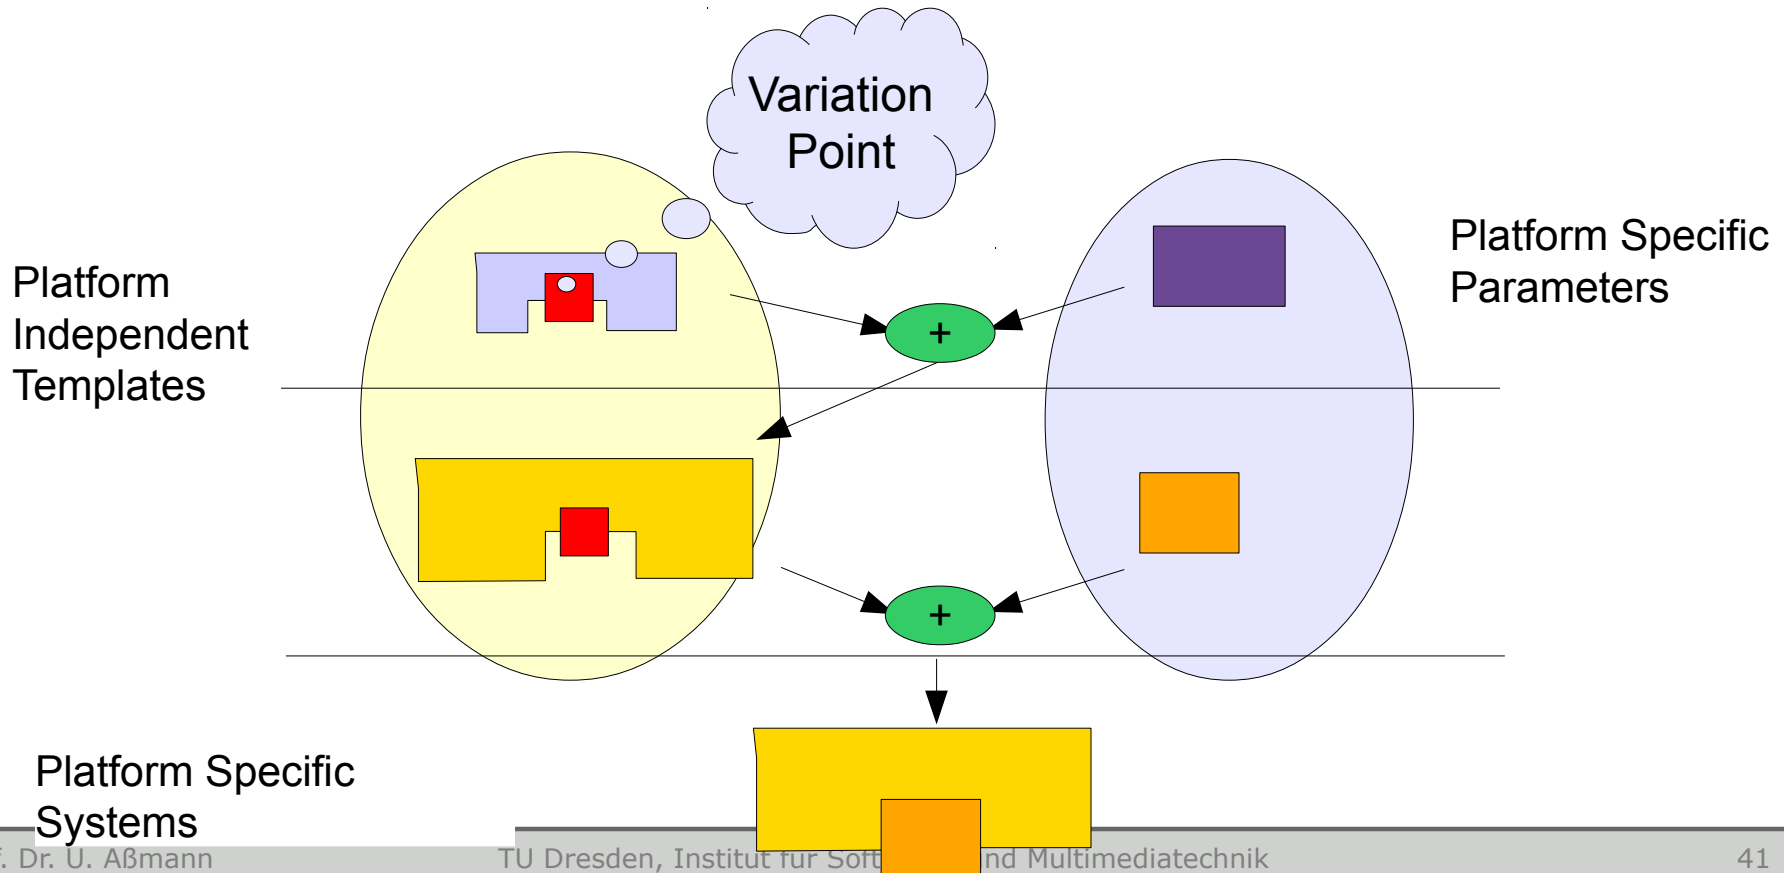 Variation
Point
Platform Specific
Parameters
Platform
Independent
Templates
+
+
Platform Specific
Systems
. Dr. U. Aßmann
TU Dresden, Institut für Soft nd Multimediatechnik
41